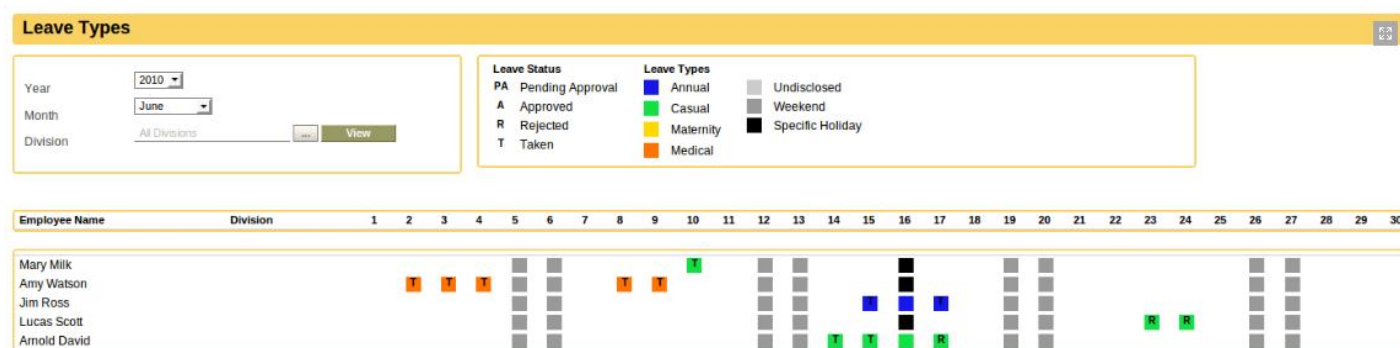 Leave Types
Year 2010
Month June
Division All Divisions ... View
Leave Status Leave Types
PA Pending Approval Annual Undisclosed
A Approved Casual Weekend
R Rejected Maternity Specific Holiday
T Taken Medical
Employee Name Division 1 2 3 4 5 6 7 8 9 10 11 12 13 14 15 16 17 18 19 20 21 22 23 24 25 26 27 28 29 30
Mary Milk T
Amy Watson T T T T T
Jim Ross T T
Lucas Scott R R
Arnold David T T R